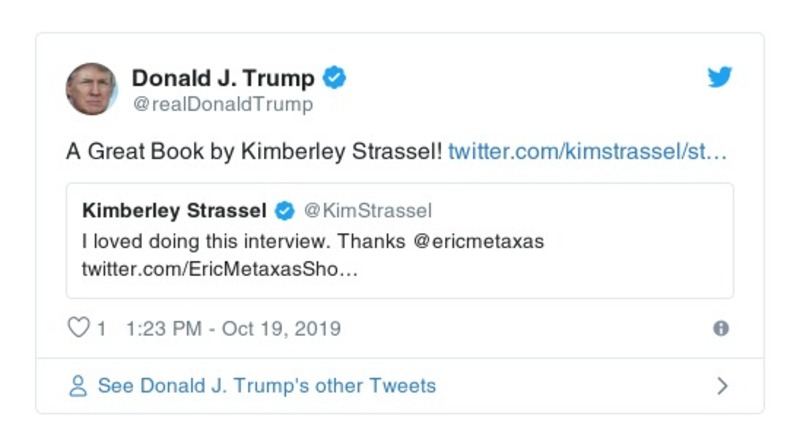 Donald J. Trump
@realDonaldTrump
A Great Book by Kimberley Strassel! twitter.com/kimstrassel/st…
Kimberley Strassel @KimStrassel
I loved doing this interview. Thanks @ericmetaxas
twitter.com/EricMetaxasSho…
1 1:23 PM - Oct 19, 2019
See Donald J. Trump's other Tweets